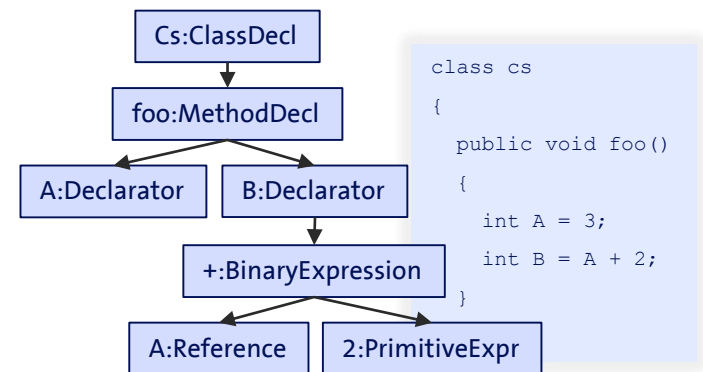 Cs:ClassDecl
foo:MethodDecl
A:Declarator
B:Declarator
+:BinaryExpression
A:Reference
2:PrimitiveExpr
class cs
{
public void foo()
{
int A = 3;
int B = A + 2;
}